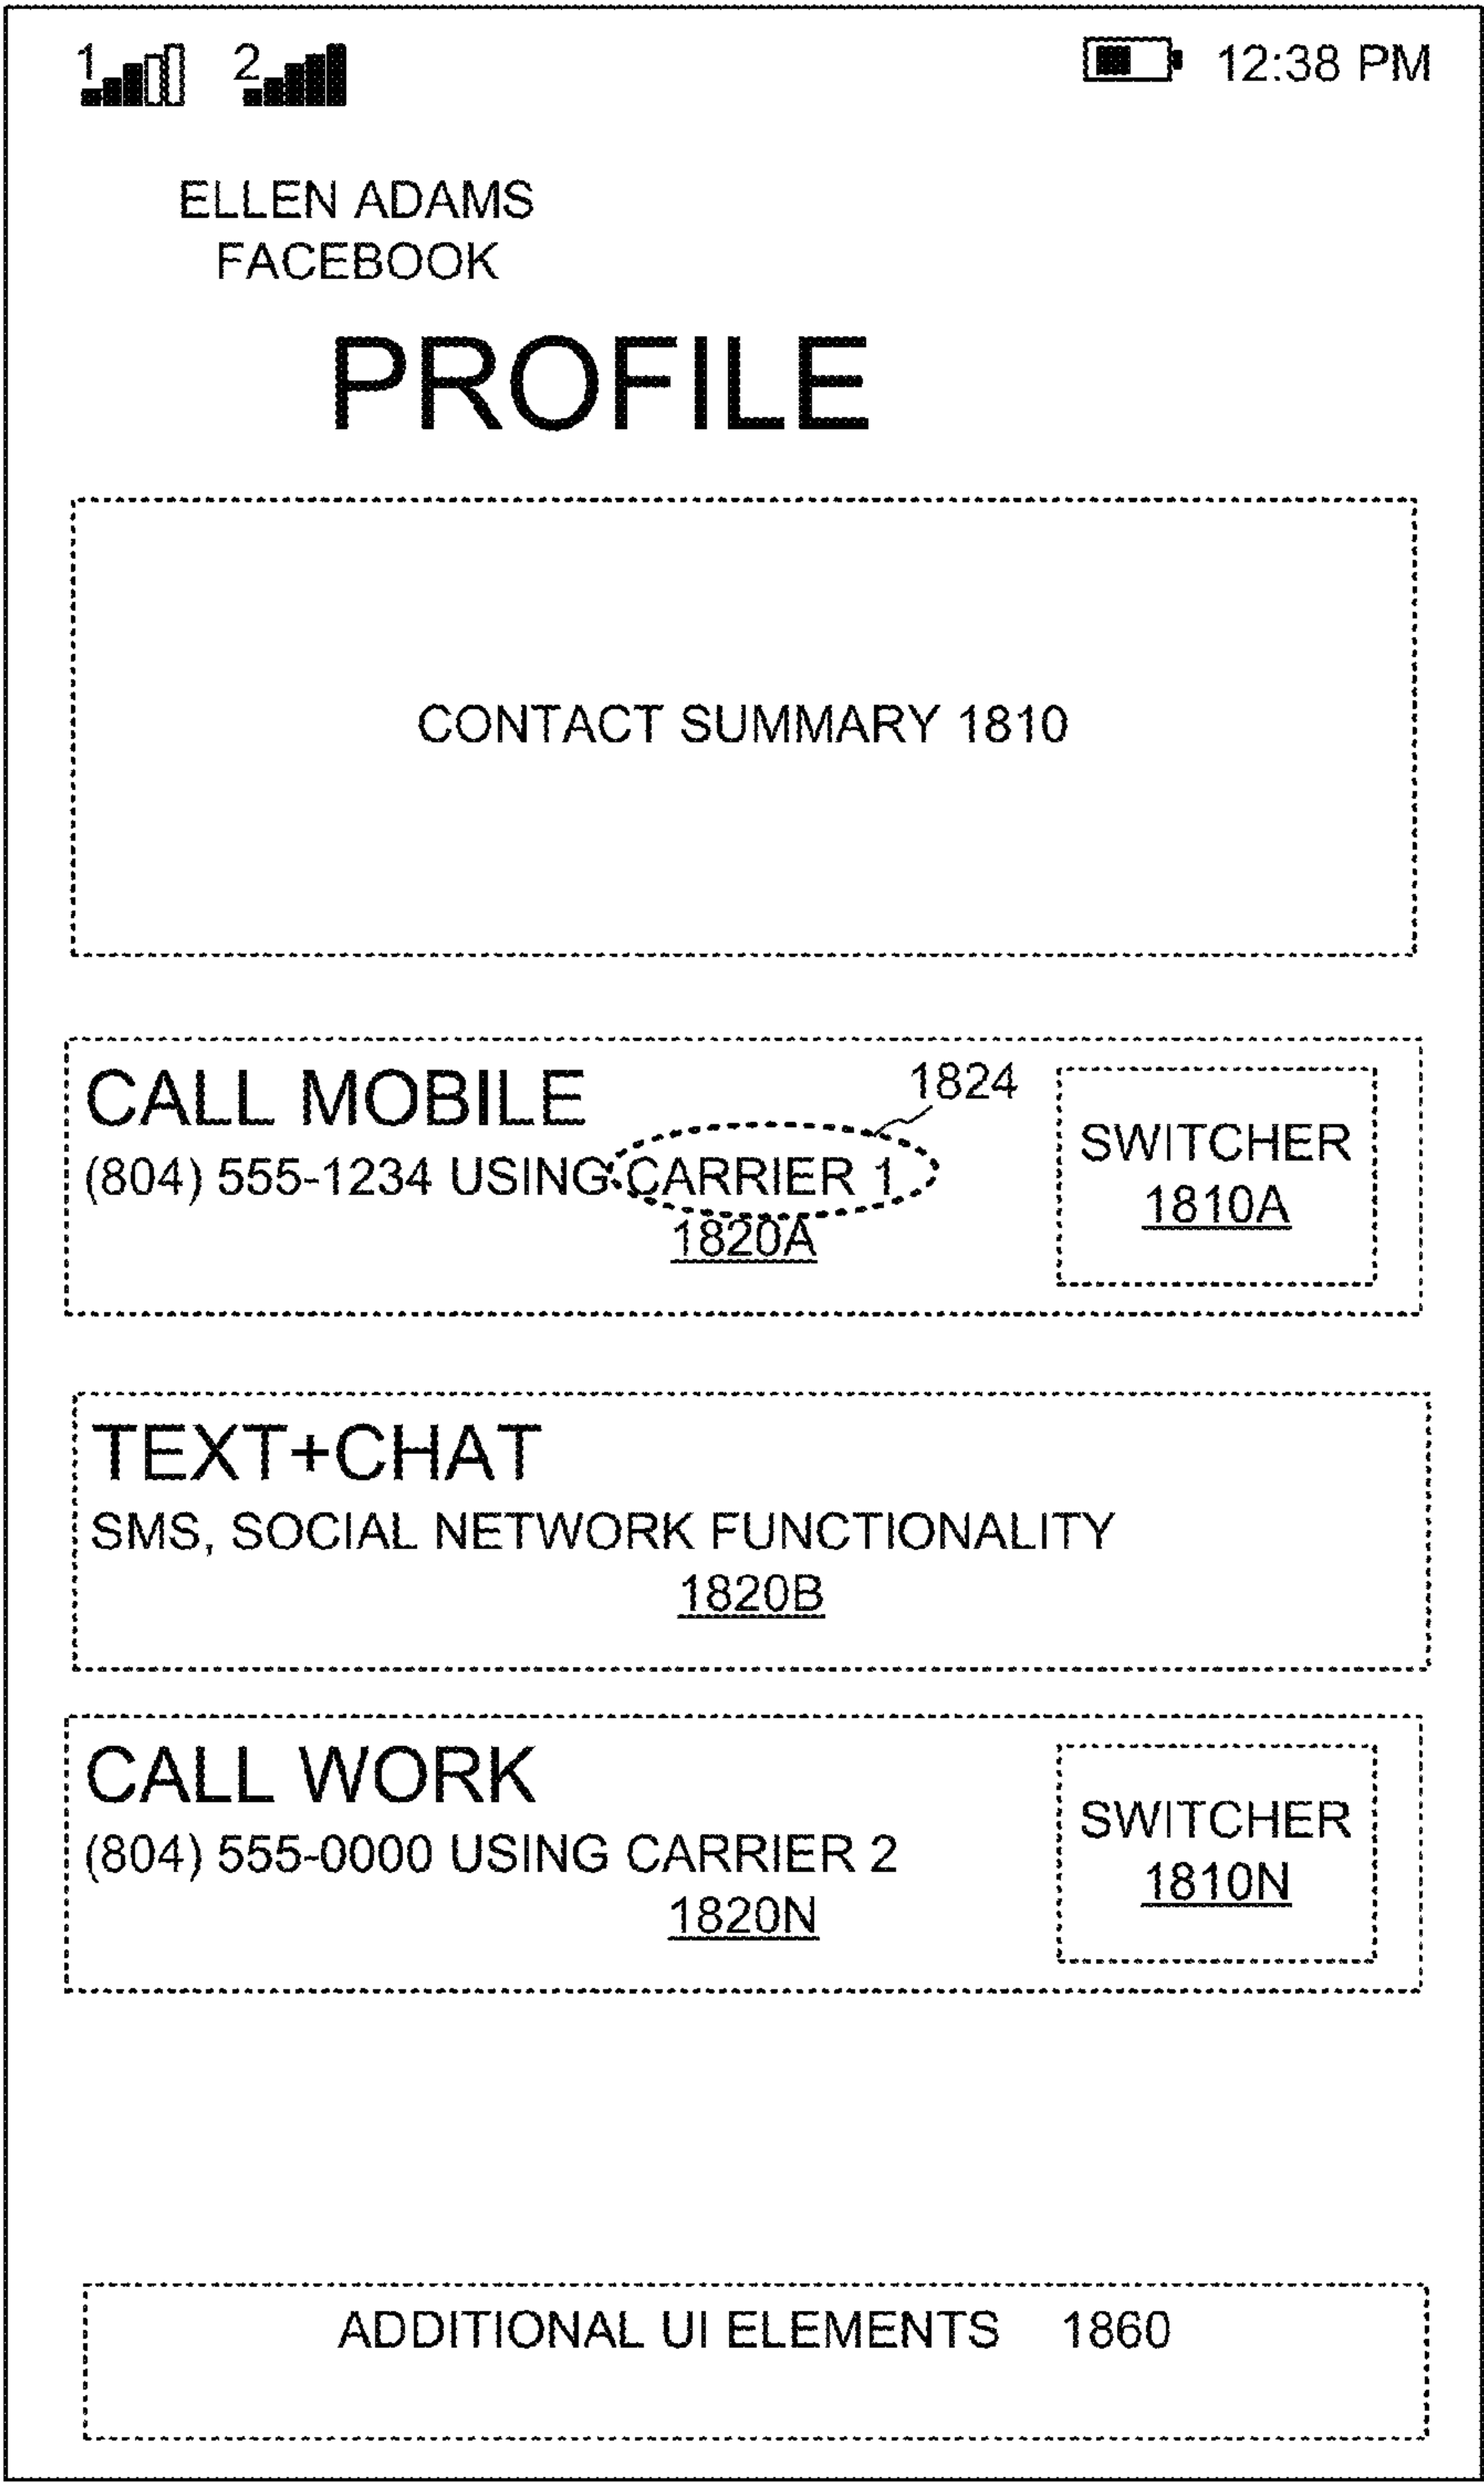 1 2 12:38 PM
ELLEN ADAMS
FACEBOOK
PROFILE
CONTACT SUMMARY 1810
CALL MOBILE
1824
(804) 555-1234 USING CARRIER 1
1820A
SWITCHER
1810A
TEXT+CHAT
SMS, SOCIAL NETWORK FUNCTIONALITY
1820B
CALL WORK
(804) 555-0000 USING CARRIER 2
1820N
SWITCHER
1810N
ADDITIONAL UI ELEMENTS 1860